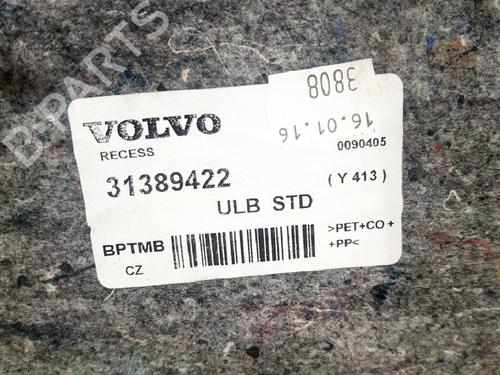 B-PARTS
3808
16.01.16
VOLVO
RECESS
0090405
31389422
( Y 413 )
ULB STD
BPTMB
>PET+CO +
+PP<
CZ